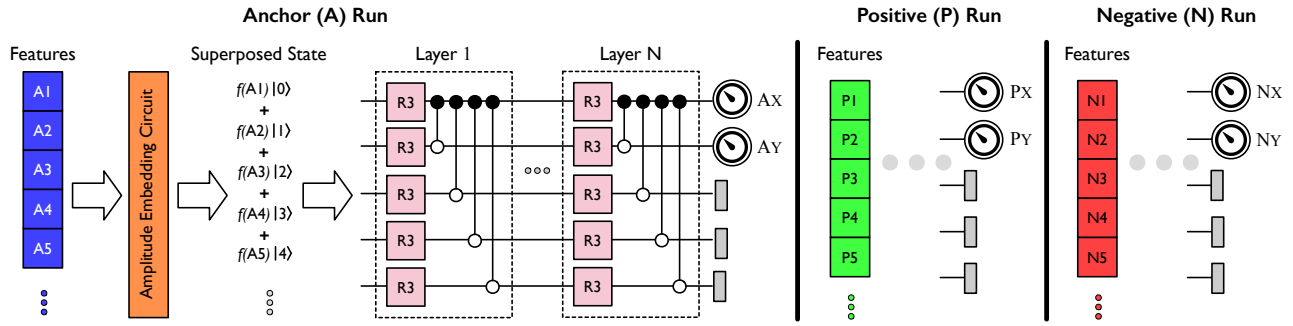 Anchor (A) Run
Positive (P) Run
Negative (N) Run
Features
Superposed State
Layer 1
Layer N
Features
Features
A1
A2
A3
A4
A5
Amplitude Embedding Circuit
f(A1)|0⟩
+
f(A2)|1⟩
+
f(A3)|2⟩
+
f(A4)|3⟩
+
f(A5)|4⟩
R3
R3
R3
R3
R3
R3
R3
R3
R3
R3
AX
AY
P1
P2
P3
P4
P5
PX
PY
N1
N2
N3
N4
N5
NX
NY